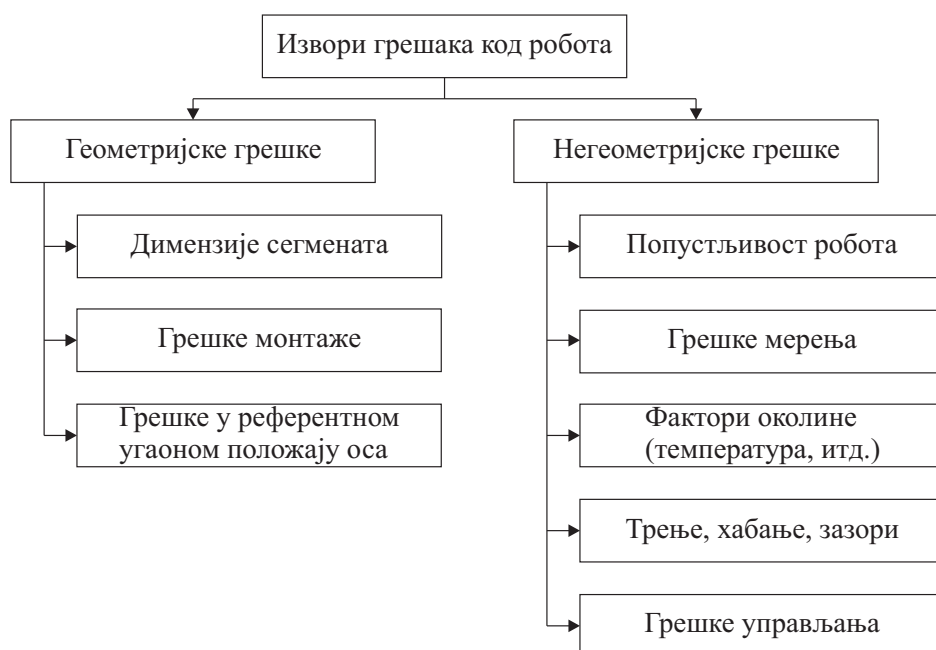 Извори грешака код робота
Геометријске грешке
Димензије сегмената
Грешке монтаже
Грешке у референтном
угаоном положају оса
Негеометријске грешке
Попустљивост робота
Грешке мерења
Фактори околине
(температура, итд.)
Трење, хабање, зазори
Грешке управљања